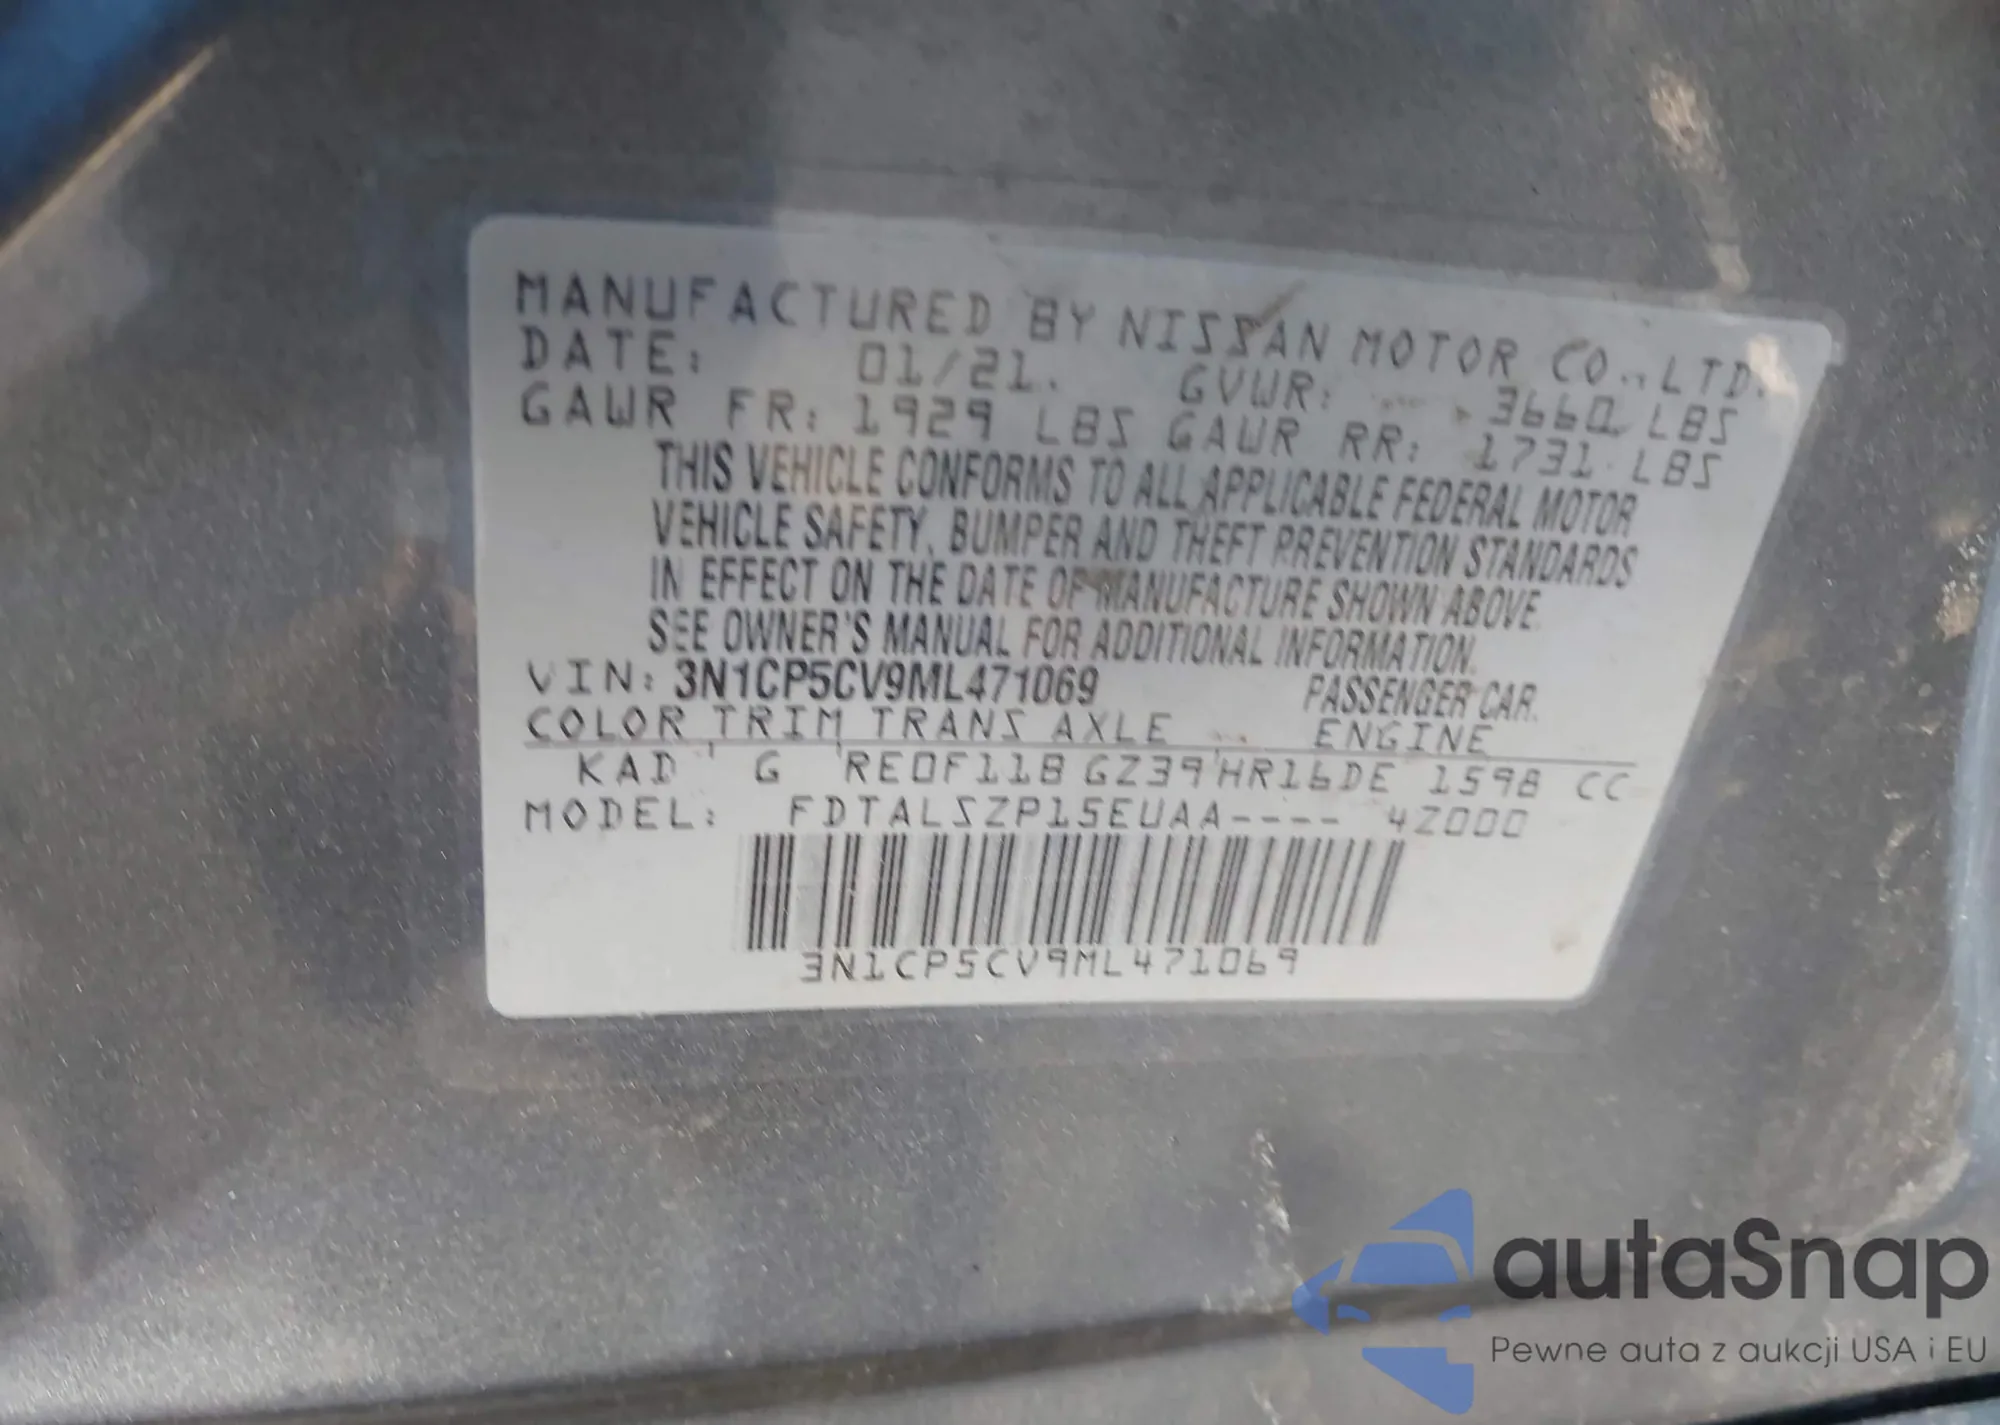 MANUFACTURED BY NISSAN MOTOR CO., LTD.
DATE: 01/21. GVWR: 3660 LBS
GAWR FR: 1929 LBS GAWR RR: 1731 LBS
THIS VEHICLE CONFORMS TO ALL APPLICABLE FEDERAL MOTOR
VEHICLE SAFETY, BUMPER AND THEFT PREVENTION STANDARDS
IN EFFECT ON THE DATE OF MANUFACTURE SHOWN ABOVE.
SEE OWNER'S MANUAL FOR ADDITIONAL INFORMATION.
VIN: 3N1CP5CV9ML471069 PASSENGER CAR.
COLOR TRIM TRANS AXLE ENGINE
KAD G RE0F11B GZ39 HR16DE 1598 CC
MODEL: FDTALSZP15EUAA---- 4Z000
3N1CP5CV9ML471069
autaSnap
Pewne auta z aukcji USA i EU